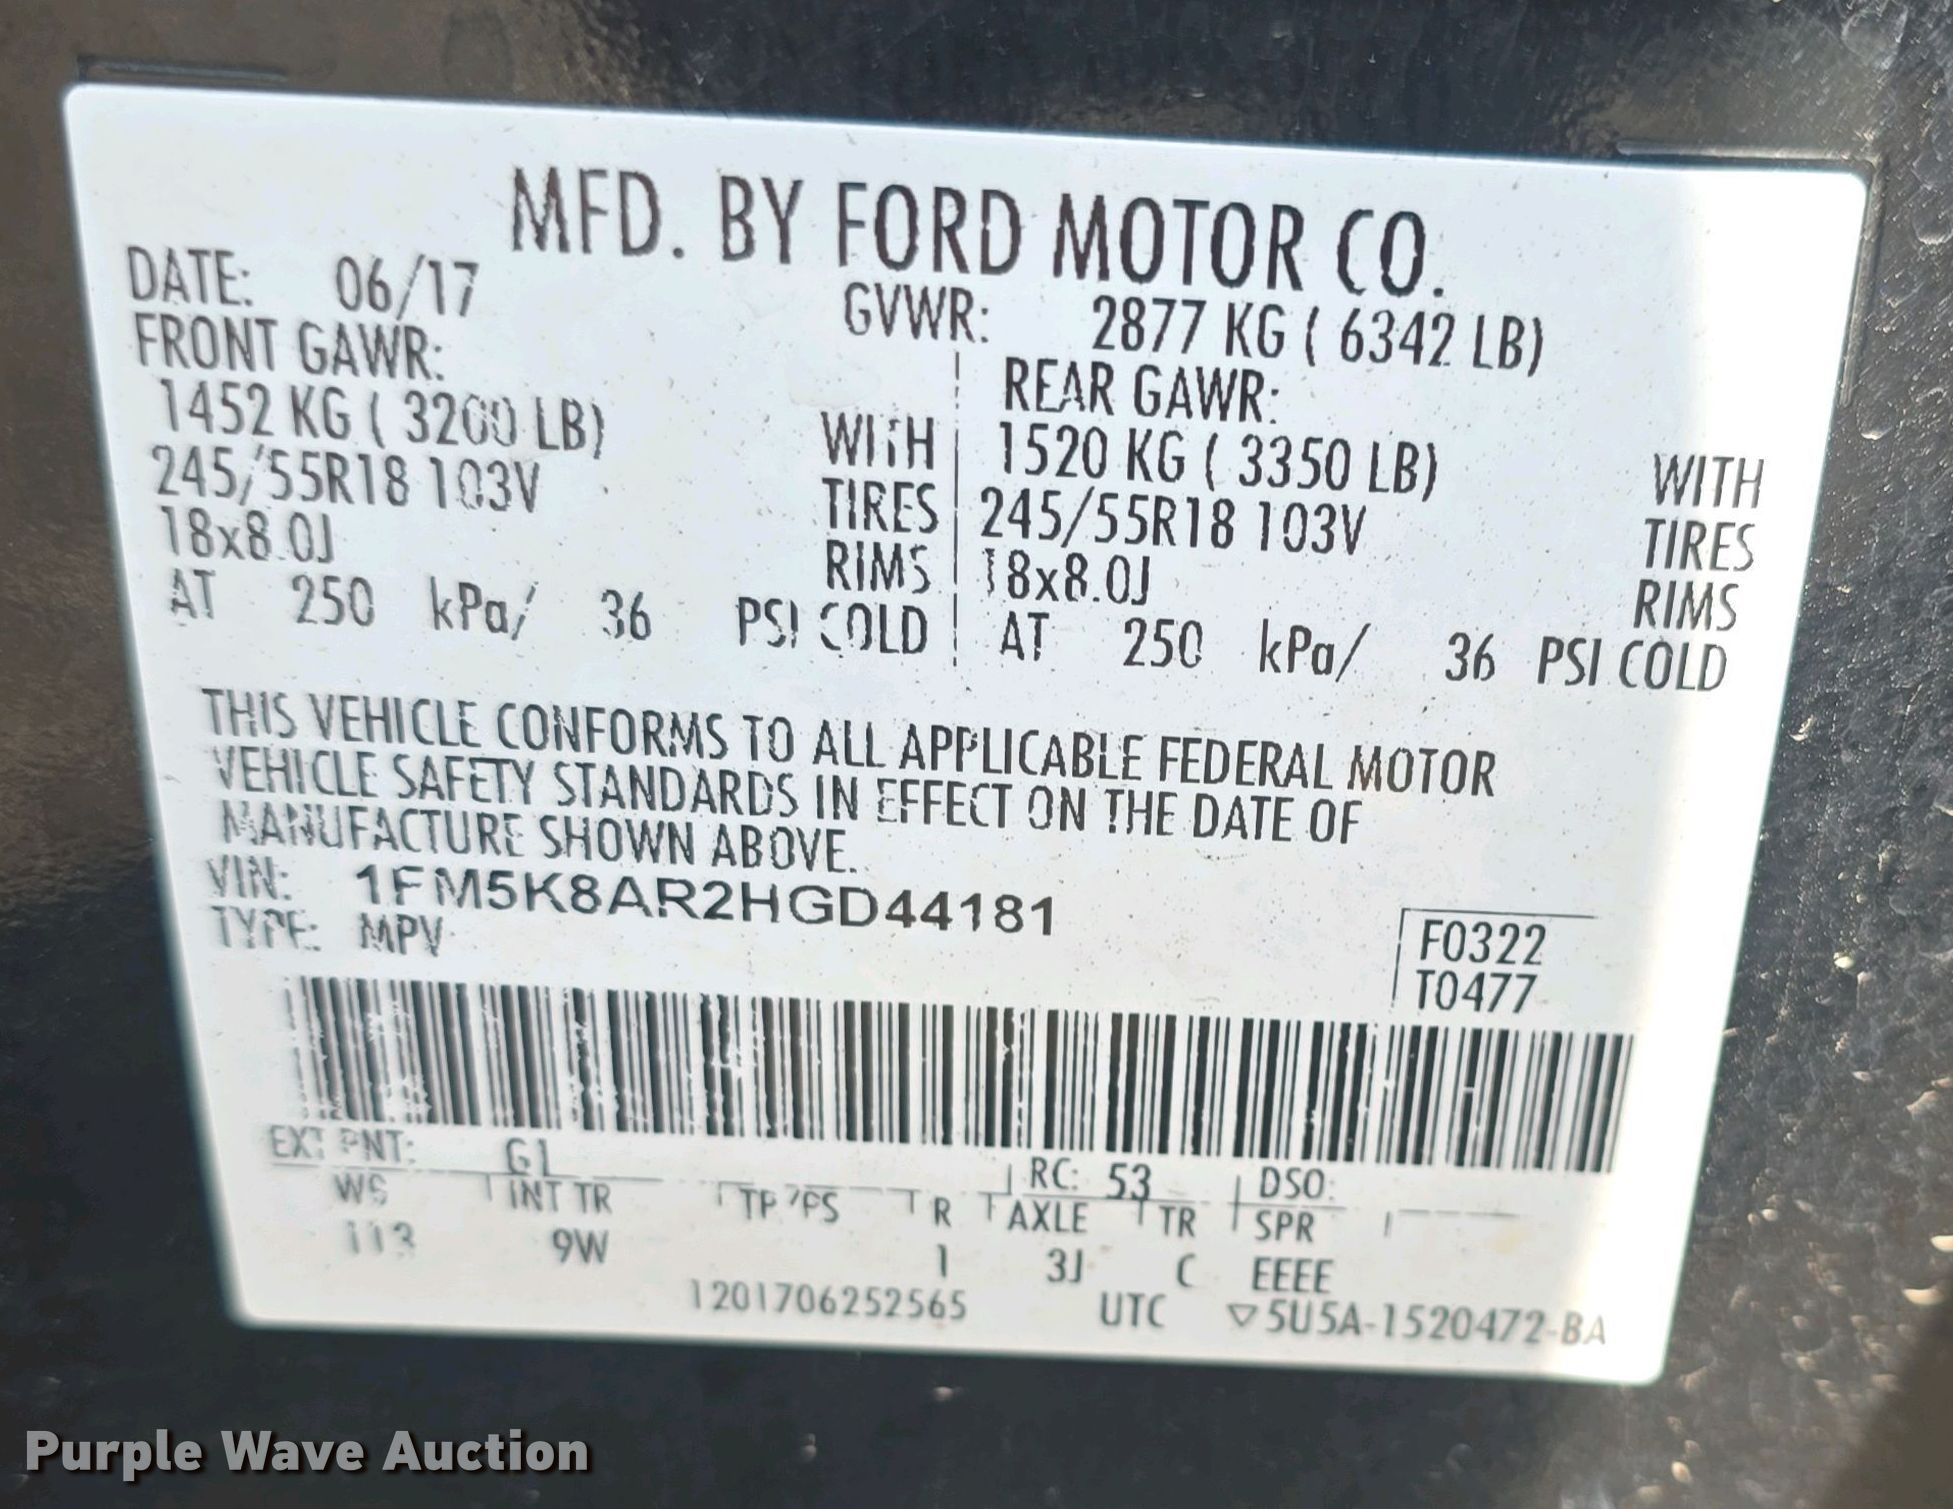 MFD. BY FORD MOTOR CO.
DATE: 06/17 GVWR: 2877 KG ( 6342 LB)
FRONT GAWR: REAR GAWR:
1452 KG ( 3200 LB) WITH 1520 KG ( 3350 LB) WITH
245/55R18 103V TIRES 245/55R18 103V TIRES
18x8.0J RIMS 18x8.0J RIMS
AT 250 kPa/ 36 PSI COLD AT 250 kPa/ 36 PSI COLD
THIS VEHICLE CONFORMS TO ALL APPLICABLE FEDERAL MOTOR
VEHICLE SAFETY STANDARDS IN EFFECT ON THE DATE OF
MANUFACTURE SHOWN ABOVE.
VIN: 1FM5K8AR2HGD44181
TYPE: MPV
F0322
T0477
EXT PNT: G1 RC: 53 DSO:
WB INT TR TP/PS R AXLE TR SPR
113 9W 1 3J C EEEE
1201706252565 UTC ▽5U5A-1520472-BA
Purple Wave Auction